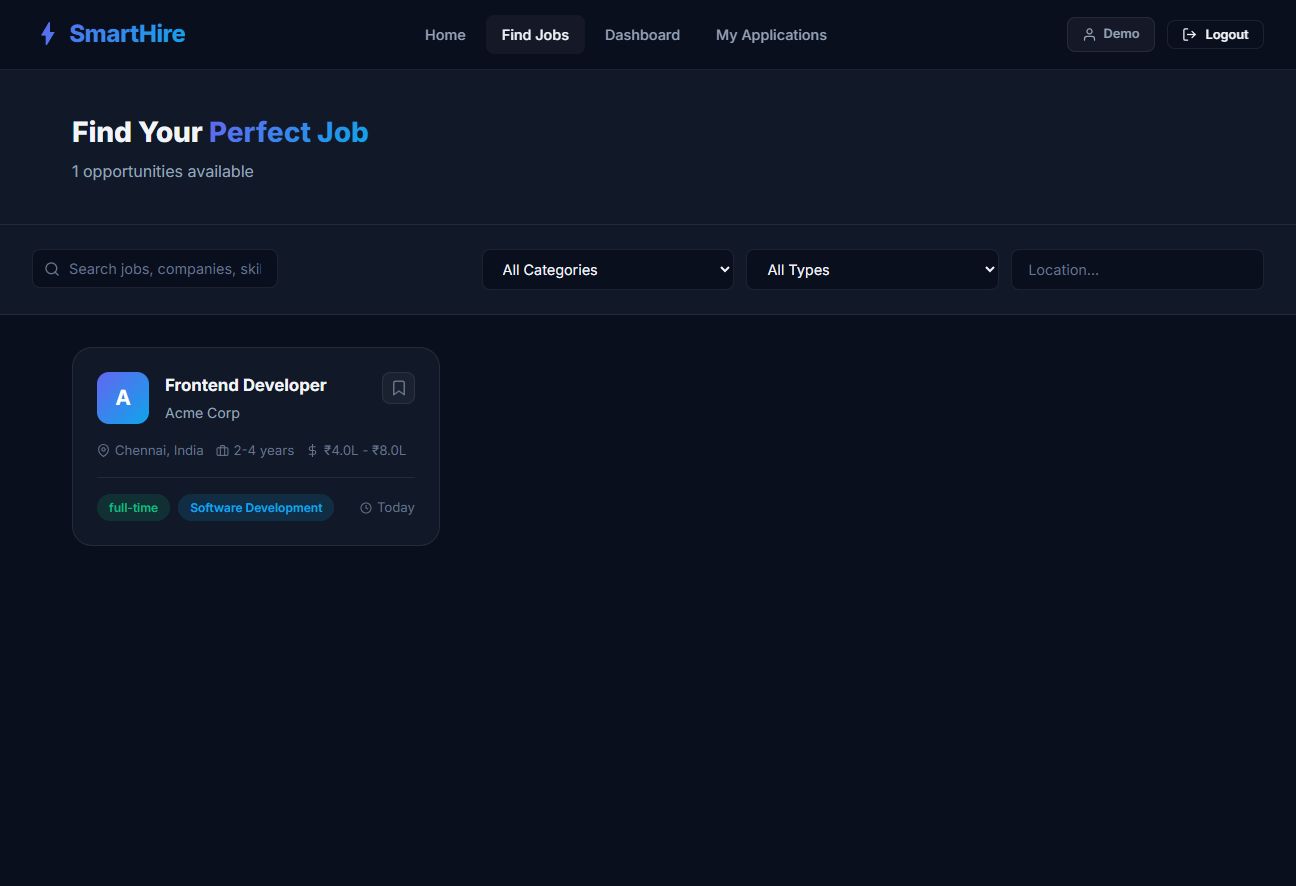 SmartHire
Home
Find Jobs
Dashboard
My Applications
Demo
Logout
Find Your Perfect Job
1 opportunities available
Search jobs, companies, ski
All Categories
All Types
Location...
A
Frontend Developer
Acme Corp
Chennai, India
2-4 years
$ ₹4.0L - ₹8.0L
full-time
Software Development
Today